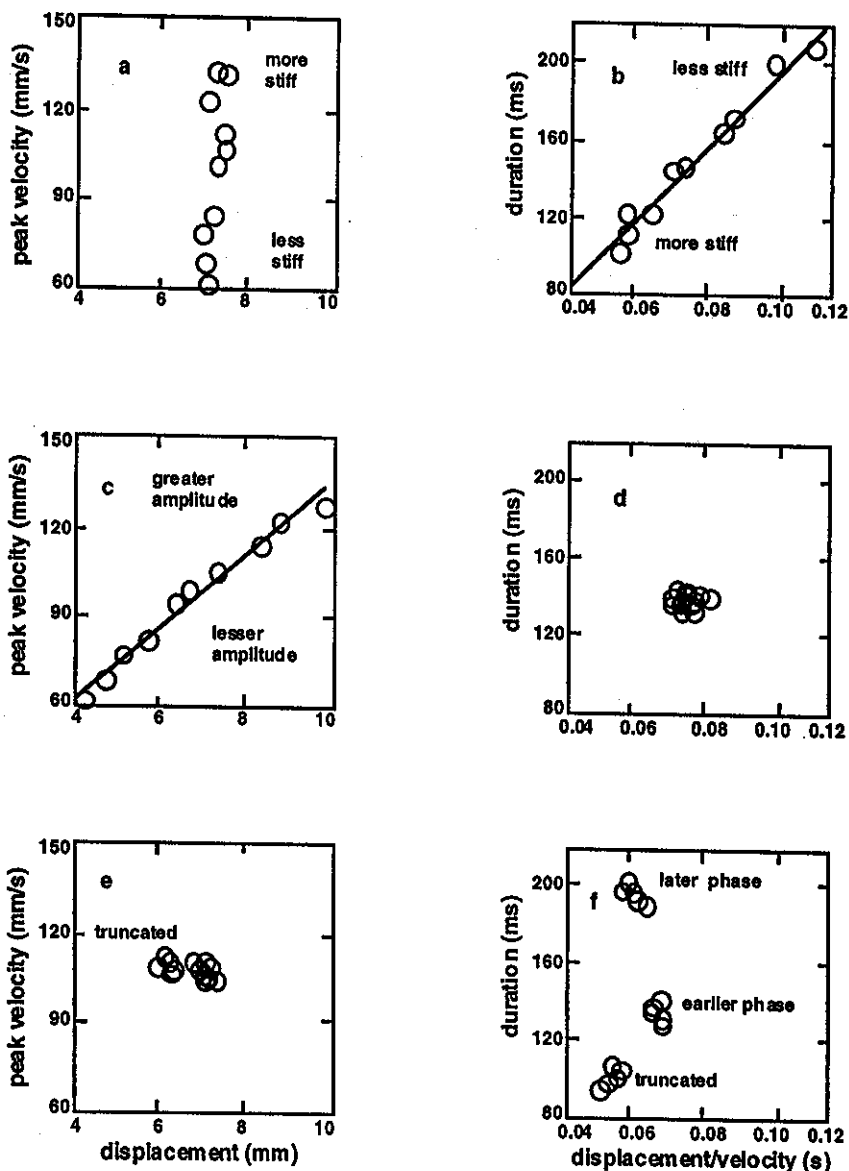 150
120
90
60
peak velocity (mm/s)
a
more
stiff
less
stiff
4 6 8 10
200
160
120
80
duration (ms)
b
less stiff
more stiff
0.04 0.06 0.08 0.10 0.12
150
120
90
60
peak velocity (mm/s)
c
greater
amplitude
lesser
amplitude
4 6 8 10
200
160
120
80
duration (ms)
d
0.04 0.06 0.08 0.10 0.12
150
120
90
60
peak velocity (mm/s)
e
truncated
4 6 8 10
displacement (mm)
200
160
120
80
duration (ms)
f
later phase
earlier phase
truncated
0.04 0.06 0.08 0.10 0.12
displacement/velocity (s)